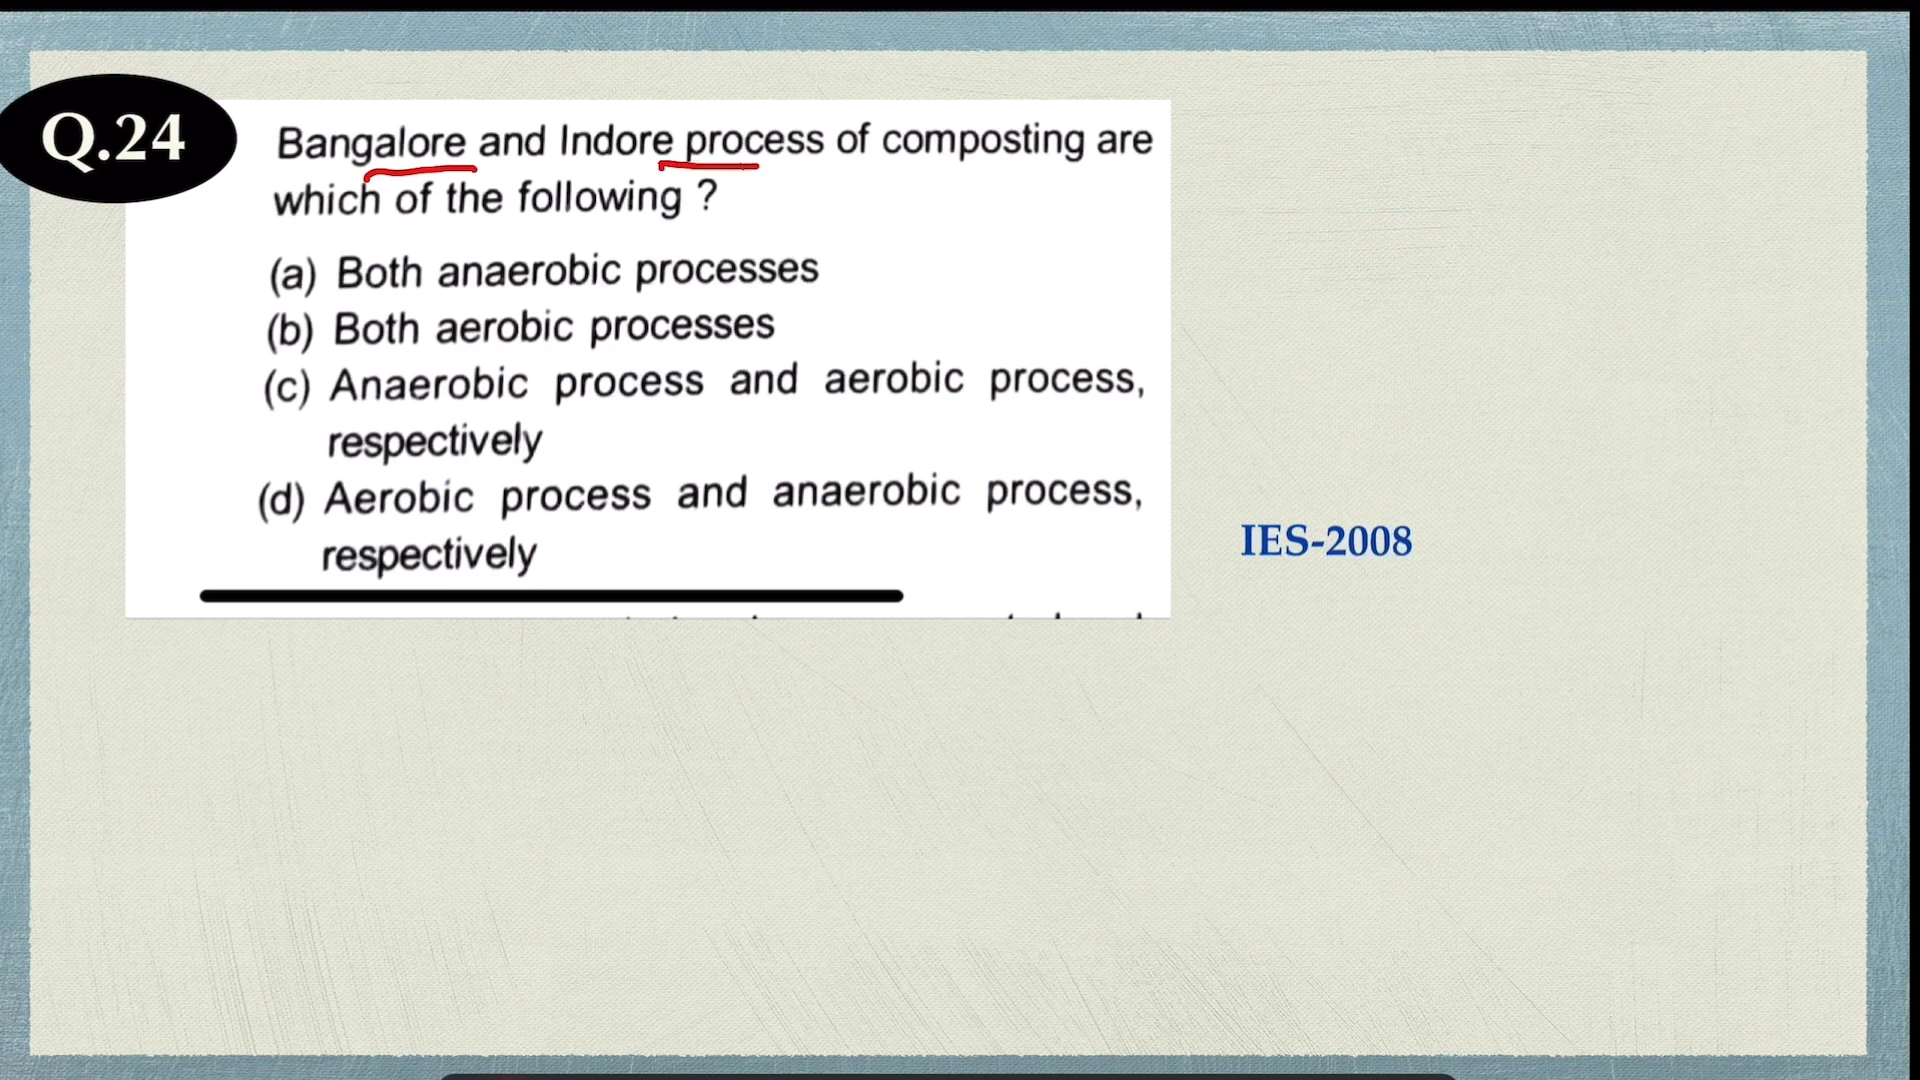 Q.24
Bangalore and Indore process of composting are
which of the following ?
(a) Both anaerobic processes
(b) Both aerobic processes
(c) Anaerobic process and aerobic process,
respectively
(d) Aerobic process and anaerobic process,
respectively
IES-2008